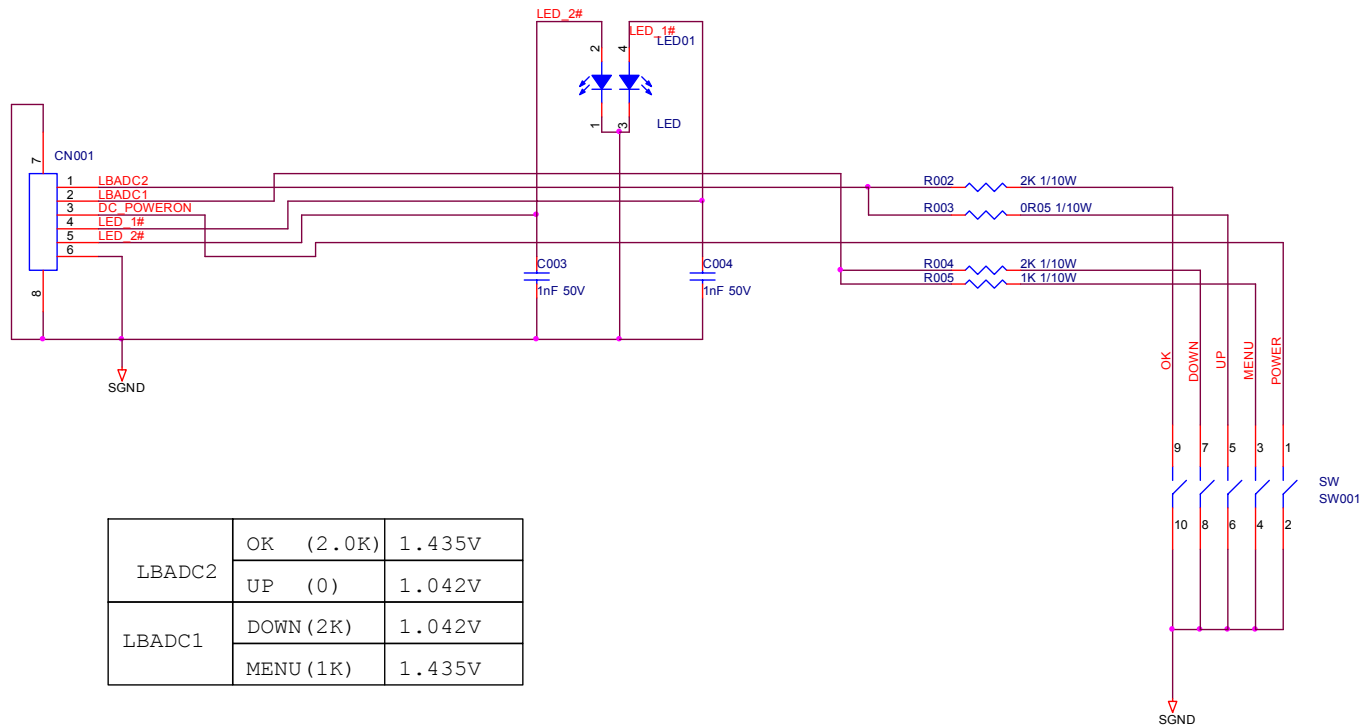 LED_2#
LED_1#
LED01
2
4
1
3
LED
7
CN001
1 LBADC2
2 LBADC1
3 DC_POWERON
4 LED_1#
5 LED_2#
6
8
SGND
C003
1nF 50V
C004
1nF 50V
R002 2K 1/10W
R003 0R05 1/10W
R004 2K 1/10W
R005 1K 1/10W
OK
DOWN
UP
MENU
POWER
9 7 5 3 1
SW
SW001
10 8 6 4 2
SGND
LBADC2 OK (2.0K) 1.435V
UP (0) 1.042V
LBADC1 DOWN(2K) 1.042V
MENU(1K) 1.435V